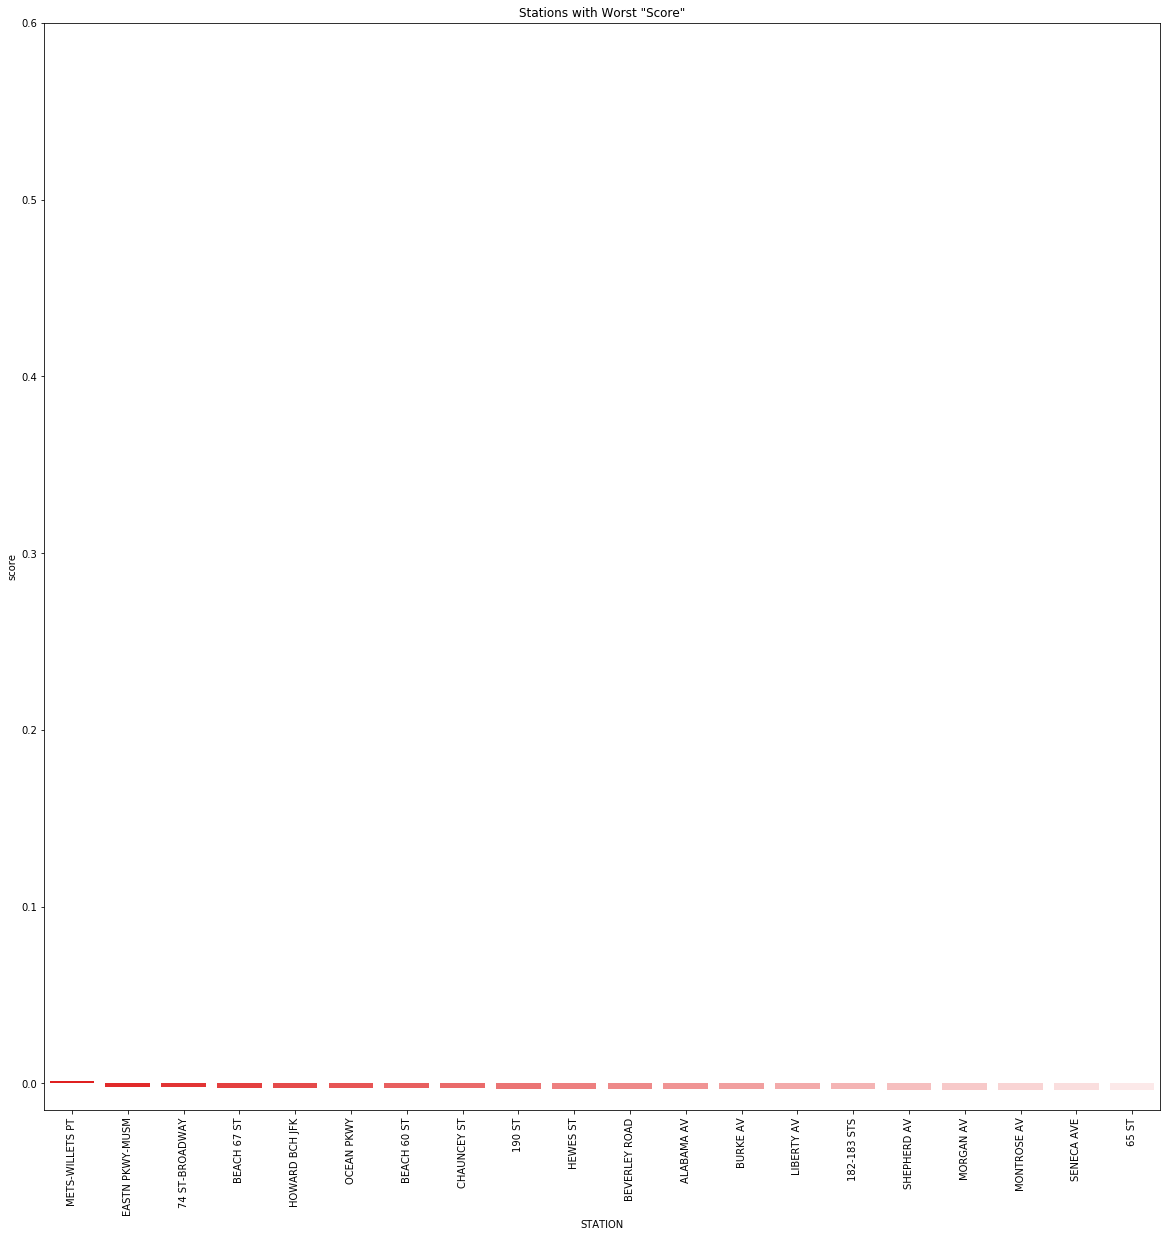 Stations with Worst "Score"
0.6
0.5
0.4
0.3
0.2
0.1
0.0
score
METS-WILLETS PT
EASTN PKWY-MUSM
74 ST-BROADWAY
BEACH 67 ST
HOWARD BCH JFK
OCEAN PKWY
BEACH 60 ST
CHAUNCEY ST
190 ST
HEWES ST
BEVERLEY ROAD
ALABAMA AV
BURKE AV
LIBERTY AV
182-183 STS
SHEPHERD AV
MORGAN AV
MONTROSE AV
SENECA AVE
65 ST
STATION